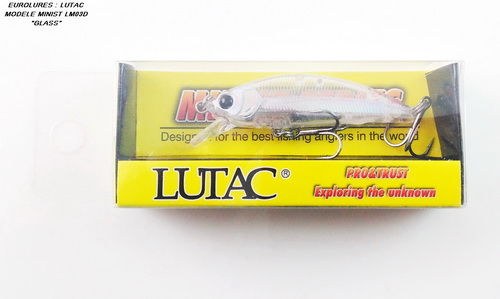 EUROLURES : LUTAC
MODELE MINIST LM03D
"GLASS"
Designed for the best fishing anglers in the world
LUTAC®
PRO&TRUST
Exploring the unknown